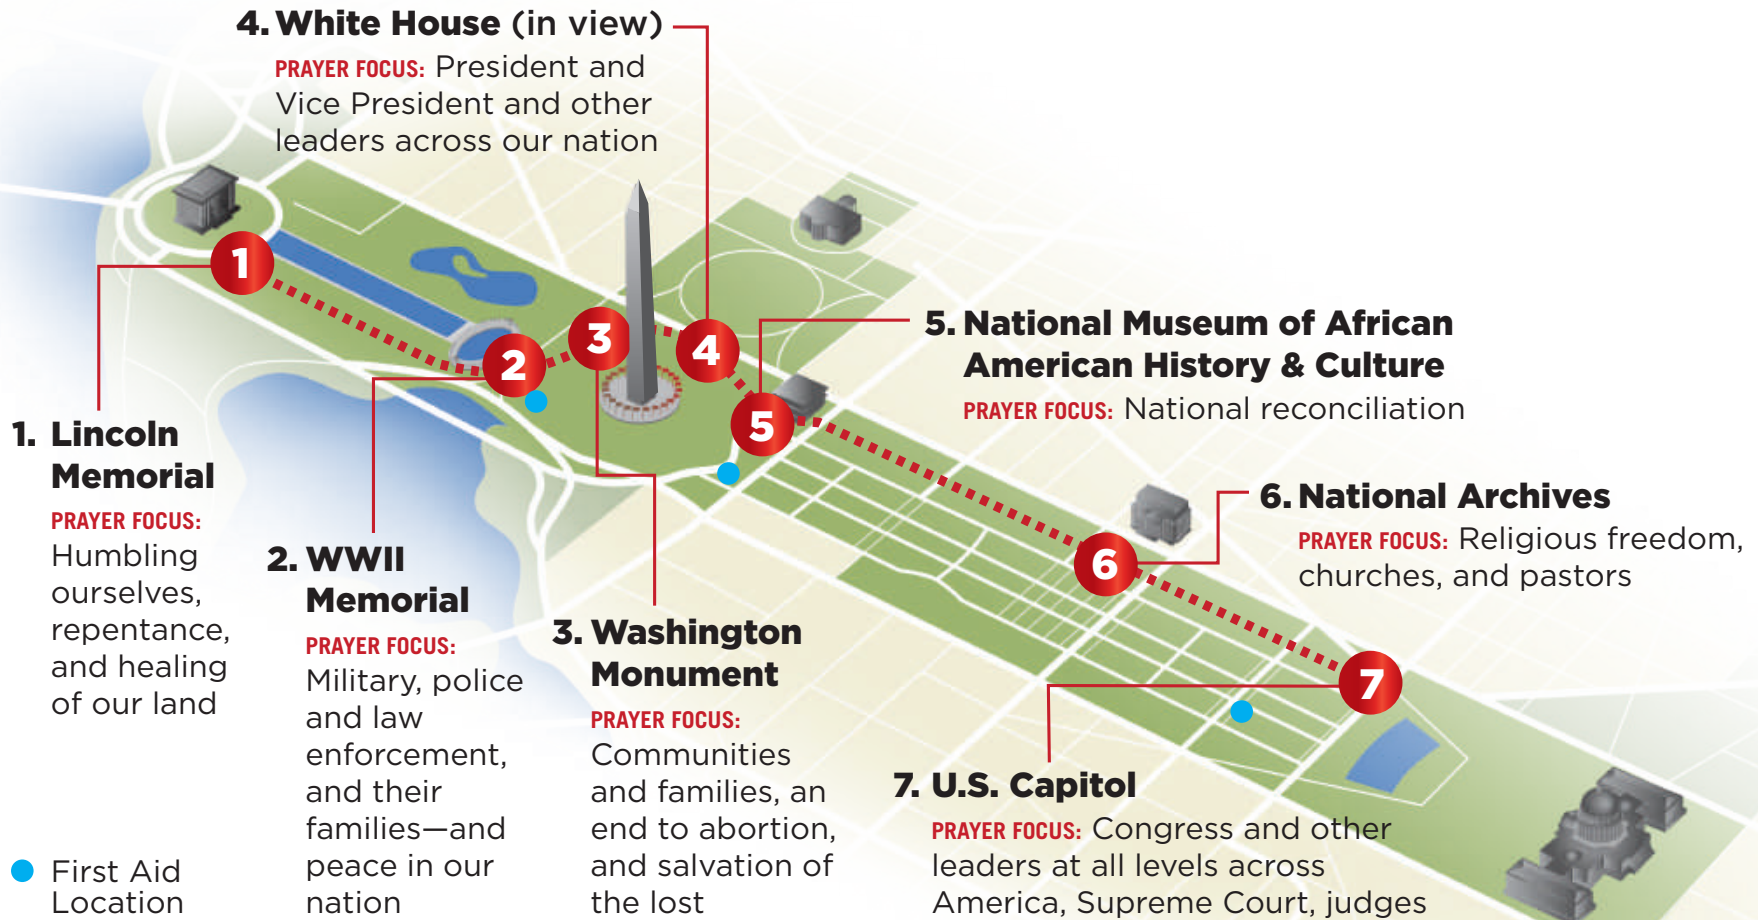 4. White House (in view)
PRAYER FOCUS: President and
Vice President and other
leaders across our nation
1
2
3
4
5
6
7
5. National Museum of African
American History & Culture
PRAYER FOCUS: National reconciliation
1. Lincoln
Memorial
PRAYER FOCUS:
Humbling
ourselves,
repentance,
and healing
of our land
2. WWII
Memorial
PRAYER FOCUS:
Military, police
and law
enforcement,
and their
families—and
peace in our
nation
3. Washington
Monument
PRAYER FOCUS:
Communities
and families, an
end to abortion,
and salvation of
the lost
6. National Archives
PRAYER FOCUS: Religious freedom,
churches, and pastors
7. U.S. Capitol
PRAYER FOCUS: Congress and other
leaders at all levels across
America, Supreme Court, judges
First Aid
Location